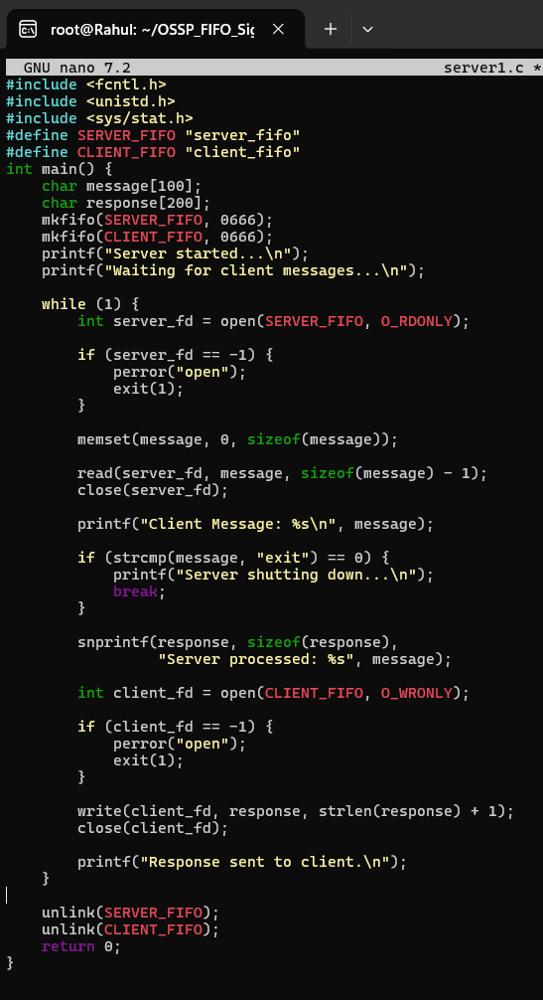 root@Rahul: ~/OSSP_FIFO_Sig
GNU nano 7.2 server1.c *
#include <fcntl.h>
#include <unistd.h>
#include <sys/stat.h>
#define SERVER_FIFO "server_fifo"
#define CLIENT_FIFO "client_fifo"
int main() {
    char message[100];
    char response[200];
    mkfifo(SERVER_FIFO, 0666);
    mkfifo(CLIENT_FIFO, 0666);
    printf("Server started...\n");
    printf("Waiting for client messages...\n");

    while (1) {
        int server_fd = open(SERVER_FIFO, O_RDONLY);

        if (server_fd == -1) {
            perror("open");
            exit(1);
        }

        memset(message, 0, sizeof(message));

        read(server_fd, message, sizeof(message) - 1);
        close(server_fd);

        printf("Client Message: %s\n", message);

        if (strcmp(message, "exit") == 0) {
            printf("Server shutting down...\n");
            break;
        }

        snprintf(response, sizeof(response),
                 "Server processed: %s", message);

        int client_fd = open(CLIENT_FIFO, O_WRONLY);

        if (client_fd == -1) {
            perror("open");
            exit(1);
        }

        write(client_fd, response, strlen(response) + 1);
        close(client_fd);

        printf("Response sent to client.\n");
    }

    unlink(SERVER_FIFO);
    unlink(CLIENT_FIFO);
    return 0;
}